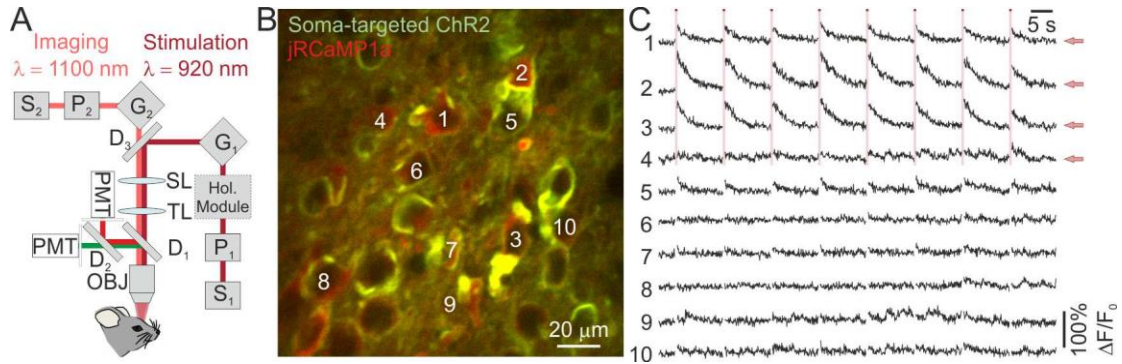 A
Imaging
λ = 1100 nm
Stimulation
λ = 920 nm
S2
P2
G2
D3
G1
SL
TL
PMT
Hol.
Module
PMT
D2
D1
P1
OBJ
S1
B
Soma-targeted ChR2
jRCaMP1a
2
4
1
5
6
10
3
7
8
9
20 μm
C
5 s
1
2
3
4
5
6
7
8
9
10
100%
ΔF/F0